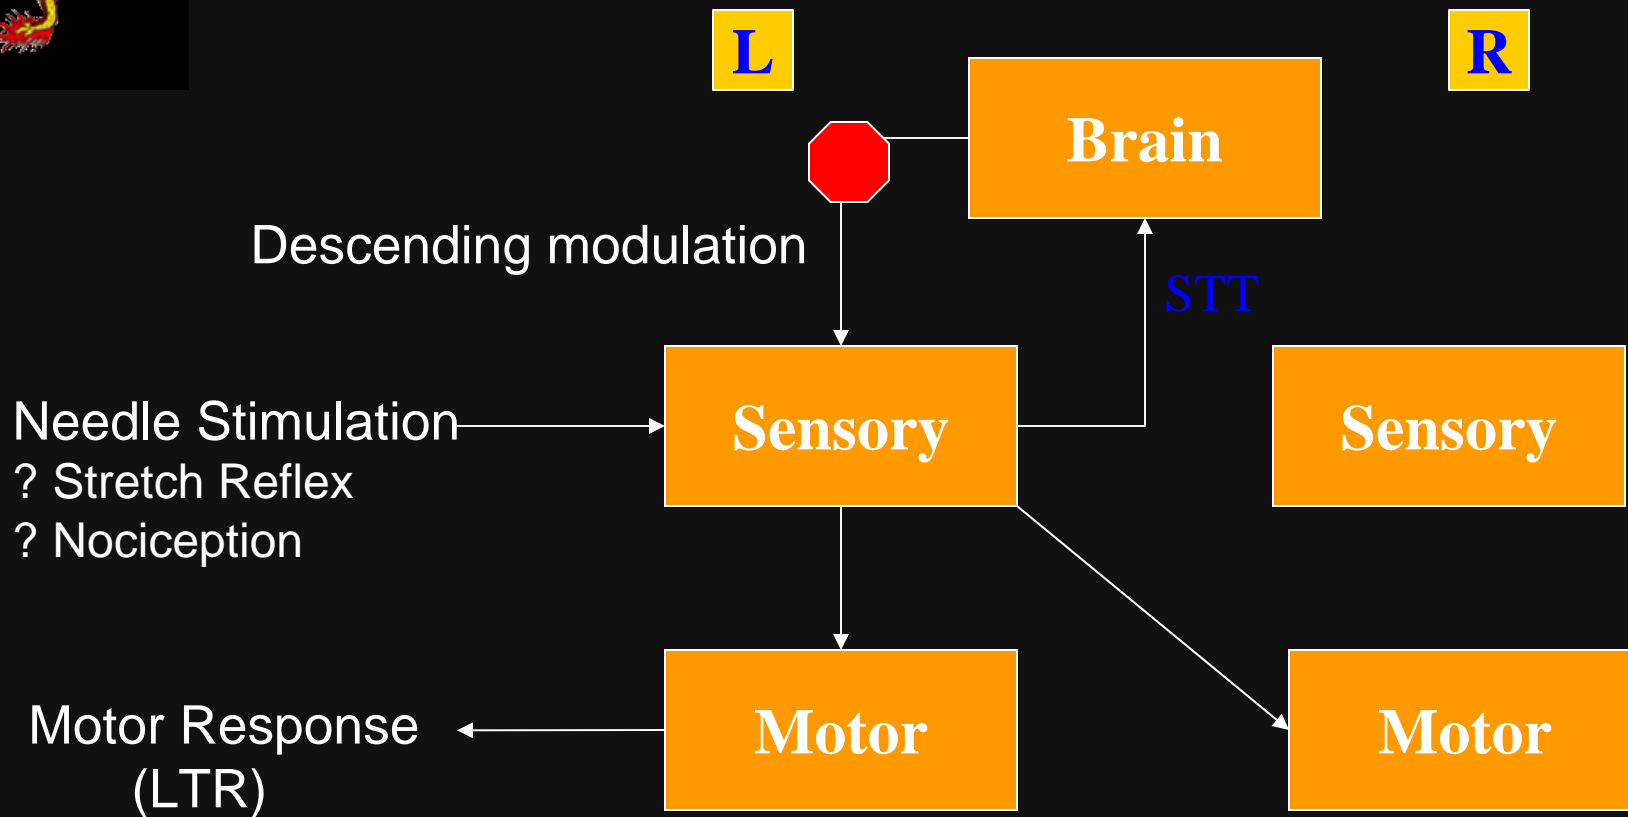 L
R
Brain
Descending modulation
STT
Needle Stimulation
? Stretch Reflex
? Nociception
Sensory
Sensory
Motor Response
(LTR)
Motor
Motor